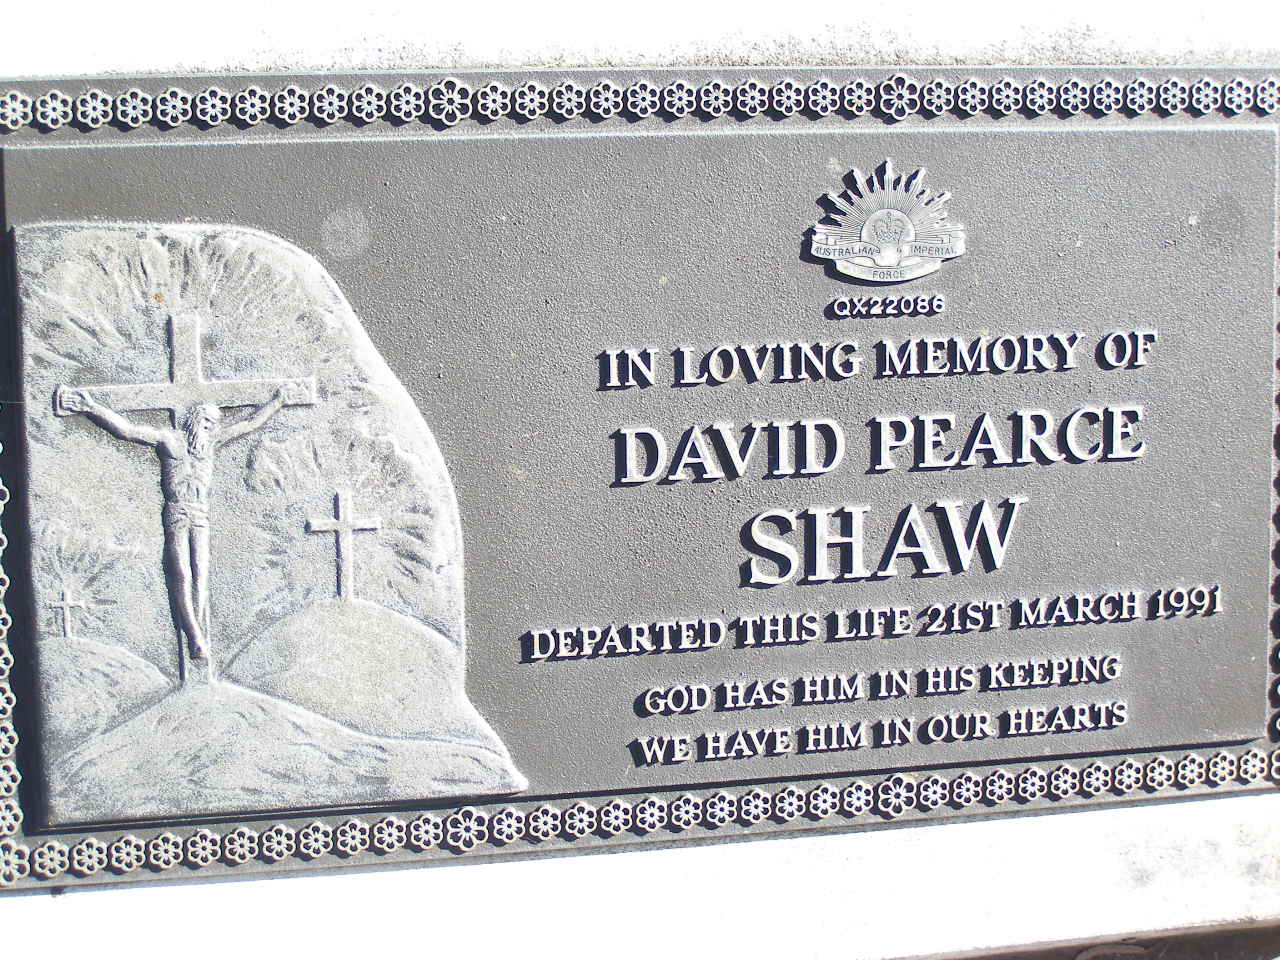 AUSTRALIAN IMPERIAL
FORCE
QX22086
IN LOVING MEMORY OF
DAVID PEARCE
SHAW
DEPARTED THIS LIFE 21ST MARCH 1991
GOD HAS HIM IN HIS KEEPING
WE HAVE HIM IN OUR HEARTS